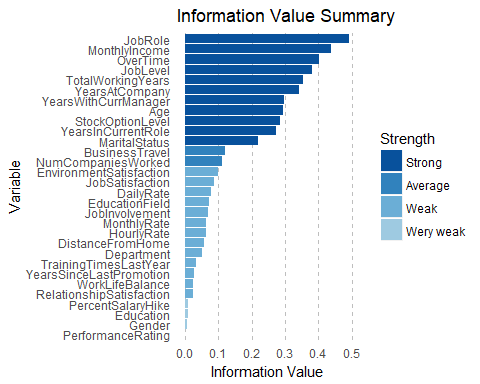 Information Value Summary
Variable
JobRole
MonthlyIncome
OverTime
JobLevel
TotalWorkingYears
YearsAtCompany
YearsWithCurrManager
Age
StockOptionLevel
YearsInCurrentRole
MaritalStatus
BusinessTravel
NumCompaniesWorked
EnvironmentSatisfaction
JobSatisfaction
DailyRate
EducationField
JobInvolvement
MonthlyRate
HourlyRate
DistanceFromHome
Department
TrainingTimesLastYear
YearsSinceLastPromotion
WorkLifeBalance
RelationshipSatisfaction
PercentSalaryHike
Education
Gender
PerformanceRating
0.0 0.1 0.2 0.3 0.4 0.5
Information Value
Strength
Strong
Average
Weak
Wery weak